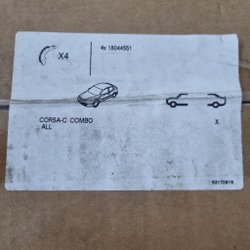 X4
4x 18044551
CORSA-C COMBO
ALL
X
93170618